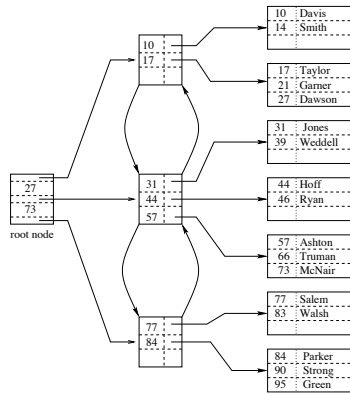 27
73
root node
10
17
31
44
57
77
84
10 Davis
14 Smith
17 Taylor
21 Garner
27 Dawson
31 Jones
39 Weddell
44 Hoff
46 Ryan
57 Ashton
66 Truman
73 McNair
77 Salem
83 Walsh
84 Parker
90 Strong
95 Green